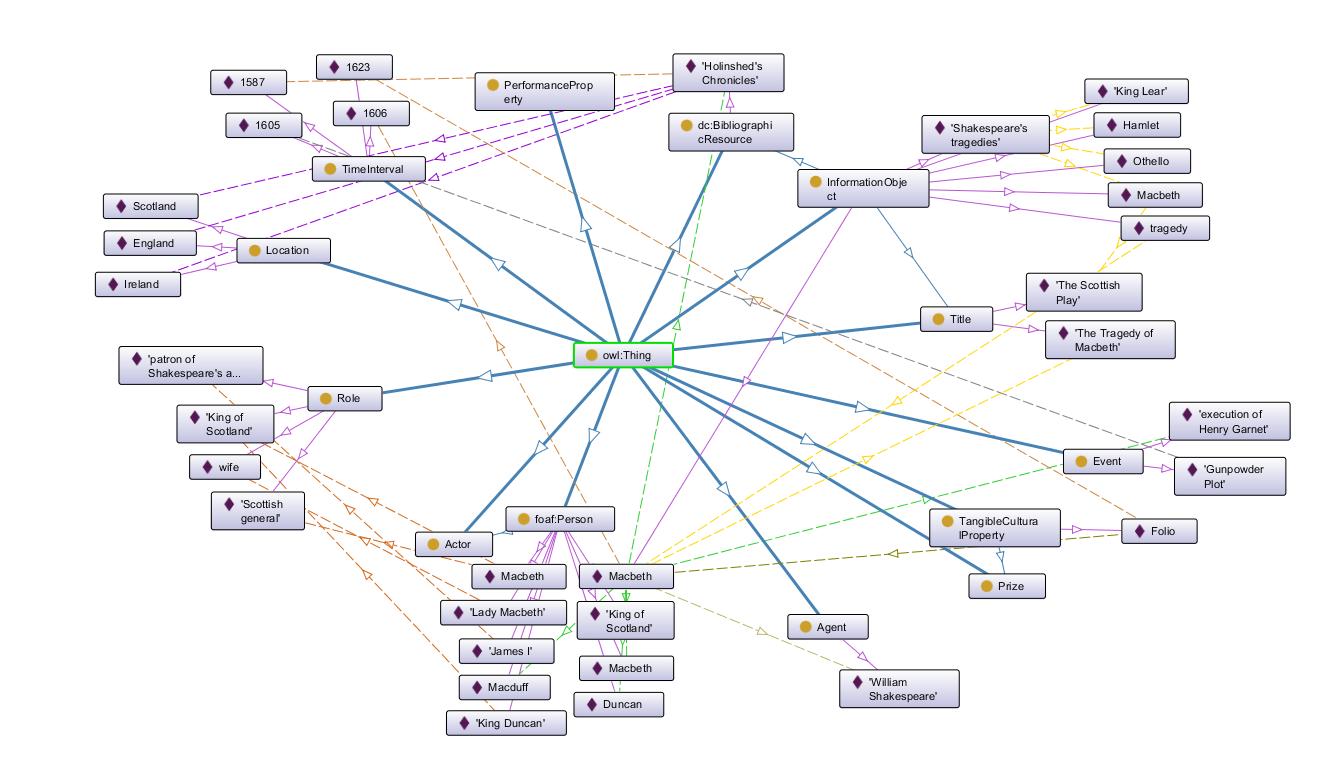 1623
'Holinshed's
Chronicles'
1587
PerformanceProp
erty
'King Lear'
1606
1605
dc:Bibliographi
cResource
'Shakespeare's
tragedies'
Hamlet
TimeInterval
Othello
InformationObje
ct
Macbeth
Scotland
tragedy
England
Location
Ireland
'The Scottish
Play'
Title
'The Tragedy of
Macbeth'
owl:Thing
'patron of
Shakespeare's a...
Role
'King of
Scotland'
'execution of
Henry Garnet'
wife
Event
'Gunpowder
Plot'
'Scottish
general'
foaf:Person
TangibleCultura
lProperty
Folio
Actor
Macbeth
Macbeth
Prize
'Lady Macbeth'
'King of
Scotland'
Agent
'James I'
Macbeth
Macduff
'William
Shakespeare'
Duncan
'King Duncan'